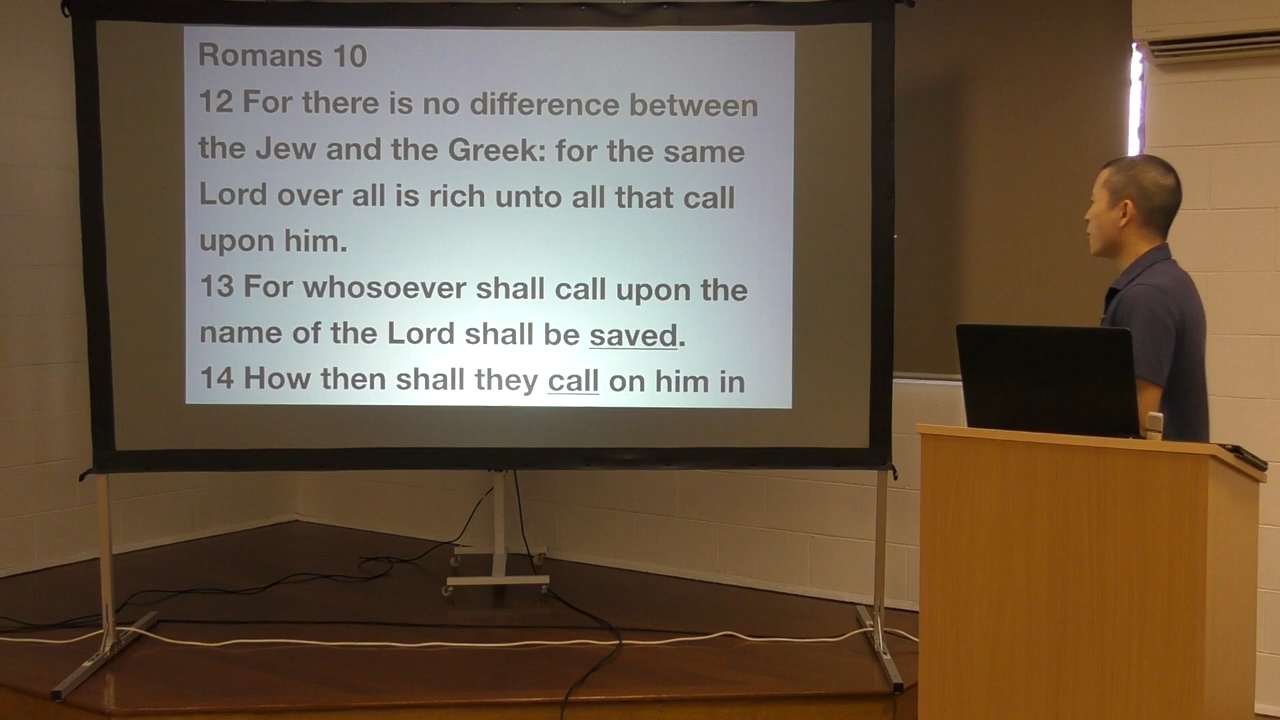 Romans 10
12 For there is no difference between
the Jew and the Greek: for the same
Lord over all is rich unto all that call
upon him.
13 For whosoever shall call upon the
name of the Lord shall be saved.
14 How then shall they call on him in